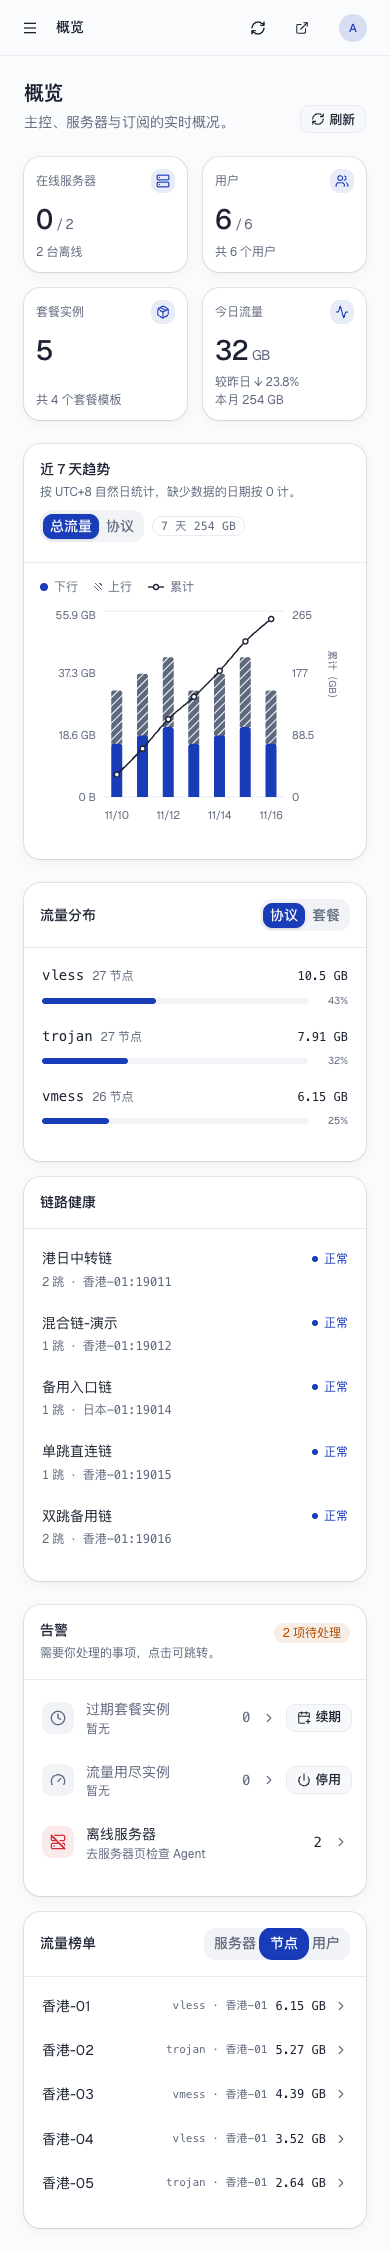 概览
A
概览
主控、服务器与订阅的实时概况。
刷新
在线服务器
0 / 2
2 台离线
用户
6 / 6
共 6 个用户
套餐实例
5
共 4 个套餐模板
今日流量
32 GB
较昨日 ↓ 23.8%
本月 254 GB
近 7 天趋势
按 UTC+8 自然日统计，缺少数据的日期按 0 计。
总流量 协议 7 天 254 GB
下行 上行 累计
55.9 GB
37.3 GB
18.6 GB
0 B
265
177
88.5
0
累计 (GB)
11/10 11/12 11/14 11/16
流量分布
协议 套餐
vless 27 节点 10.5 GB
43%
trojan 27 节点 7.91 GB
32%
vmess 26 节点 6.15 GB
25%
链路健康
港日中转链 正常
2 跳 · 香港-01:19011
混合链-演示 正常
1 跳 · 香港-01:19012
备用入口链 正常
1 跳 · 日本-01:19014
单跳直连链 正常
1 跳 · 香港-01:19015
双跳备用链 正常
2 跳 · 香港-01:19016
告警 2 项待处理
需要你处理的事项，点击可跳转。
过期套餐实例 0 续期
暂无
流量用尽实例 0 停用
暂无
离线服务器 2
去服务器页检查 Agent
流量榜单
服务器 节点 用户
香港-01 vless · 香港-01 6.15 GB
香港-02 trojan · 香港-01 5.27 GB
香港-03 vmess · 香港-01 4.39 GB
香港-04 vless · 香港-01 3.52 GB
香港-05 trojan · 香港-01 2.64 GB